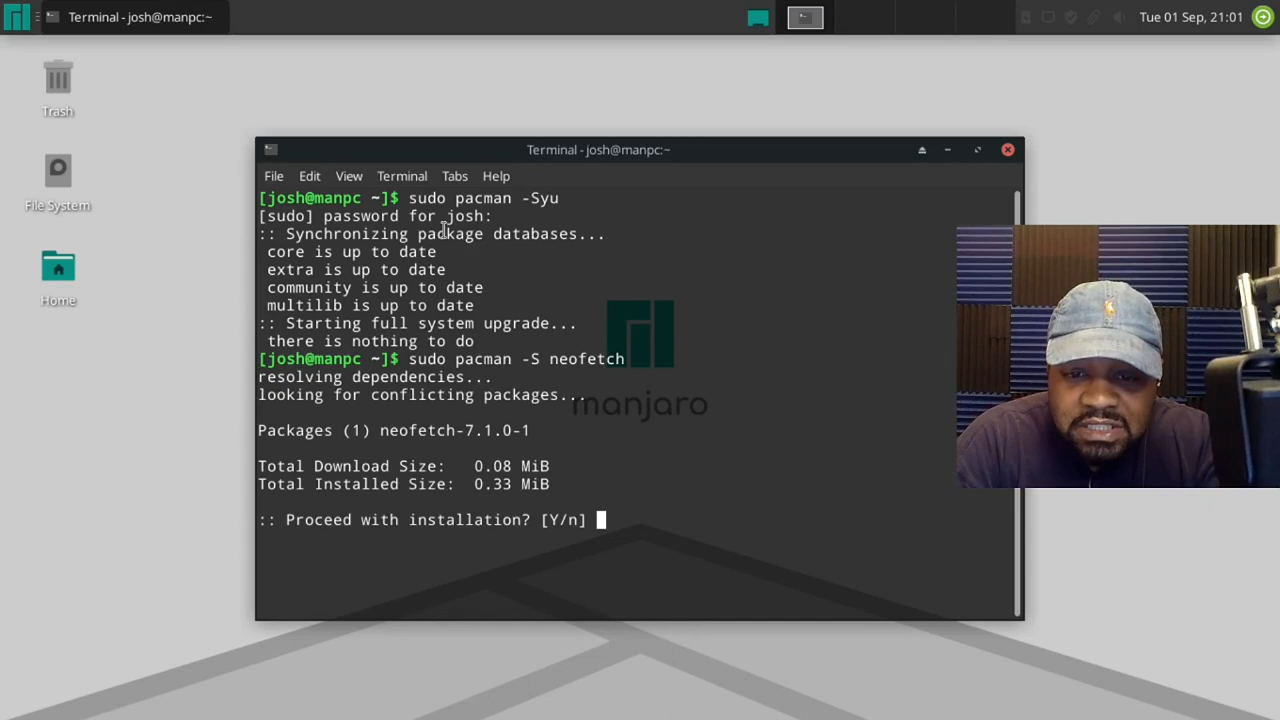 Terminal - josh@manpc:~
Tue 01 Sep, 21:01
Trash
File System
Home
Terminal - josh@manpc:~
File Edit View Terminal Tabs Help
[josh@manpc ~]$ sudo pacman -Syu
[sudo] password for josh:
:: Synchronizing package databases...
core is up to date
extra is up to date
community is up to date
multilib is up to date
:: Starting full system upgrade...
there is nothing to do
[josh@manpc ~]$ sudo pacman -S neofetch
resolving dependencies...
looking for conflicting packages...
Packages (1) neofetch-7.1.0-1
Total Download Size: 0.08 MiB
Total Installed Size: 0.33 MiB
:: Proceed with installation? [Y/n]
manjaro